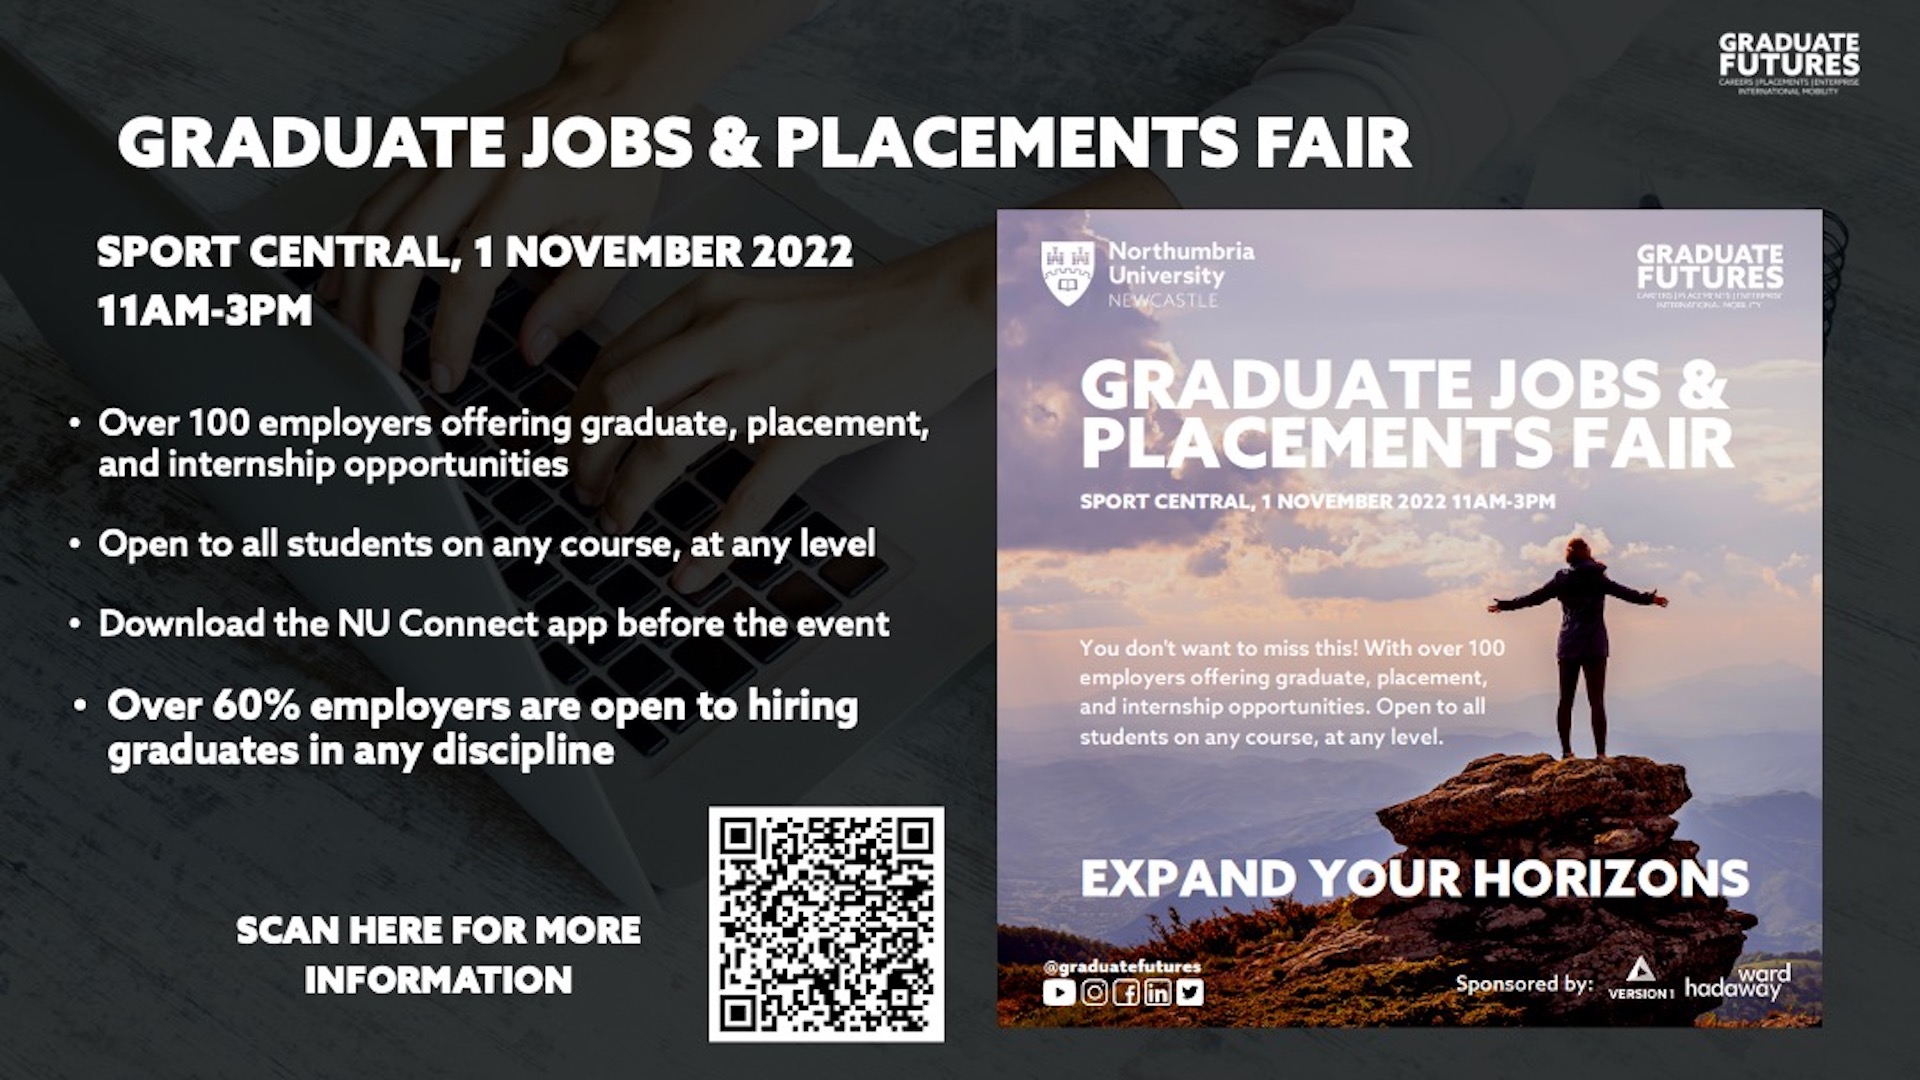 GRADUATE
FUTURES
CAREERS | PLACEMENTS | ENTERPRISE
INTERNATIONAL MOBILITY
GRADUATE JOBS & PLACEMENTS FAIR
SPORT CENTRAL, 1 NOVEMBER 2022
11AM-3PM
• Over 100 employers offering graduate, placement,
and internship opportunities
• Open to all students on any course, at any level
• Download the NU Connect app before the event
• Over 60% employers are open to hiring
graduates in any discipline
SCAN HERE FOR MORE
INFORMATION
Northumbria
University
NEWCASTLE
GRADUATE
FUTURES
CAREERS | PLACEMENTS | ENTERPRISE
INTERNATIONAL MOBILITY
GRADUATE JOBS &
PLACEMENTS FAIR
SPORT CENTRAL, 1 NOVEMBER 2022 11AM-3PM
You don't want to miss this! With over 100
employers offering graduate, placement,
and internship opportunities. Open to all
students on any course, at any level.
EXPAND YOUR HORIZONS
@graduatefutures
Sponsored by:
VERSION 1
ward
hadaway